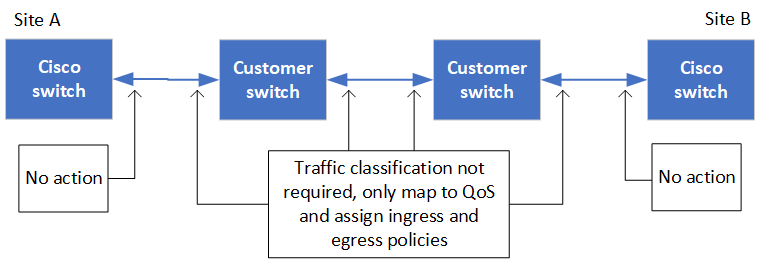 Site A
Site B
Cisco
switch
Customer
switch
Customer
switch
Cisco
switch
No action
Traffic classification not
required, only map to QoS
and assign ingress and
egress policies
No action